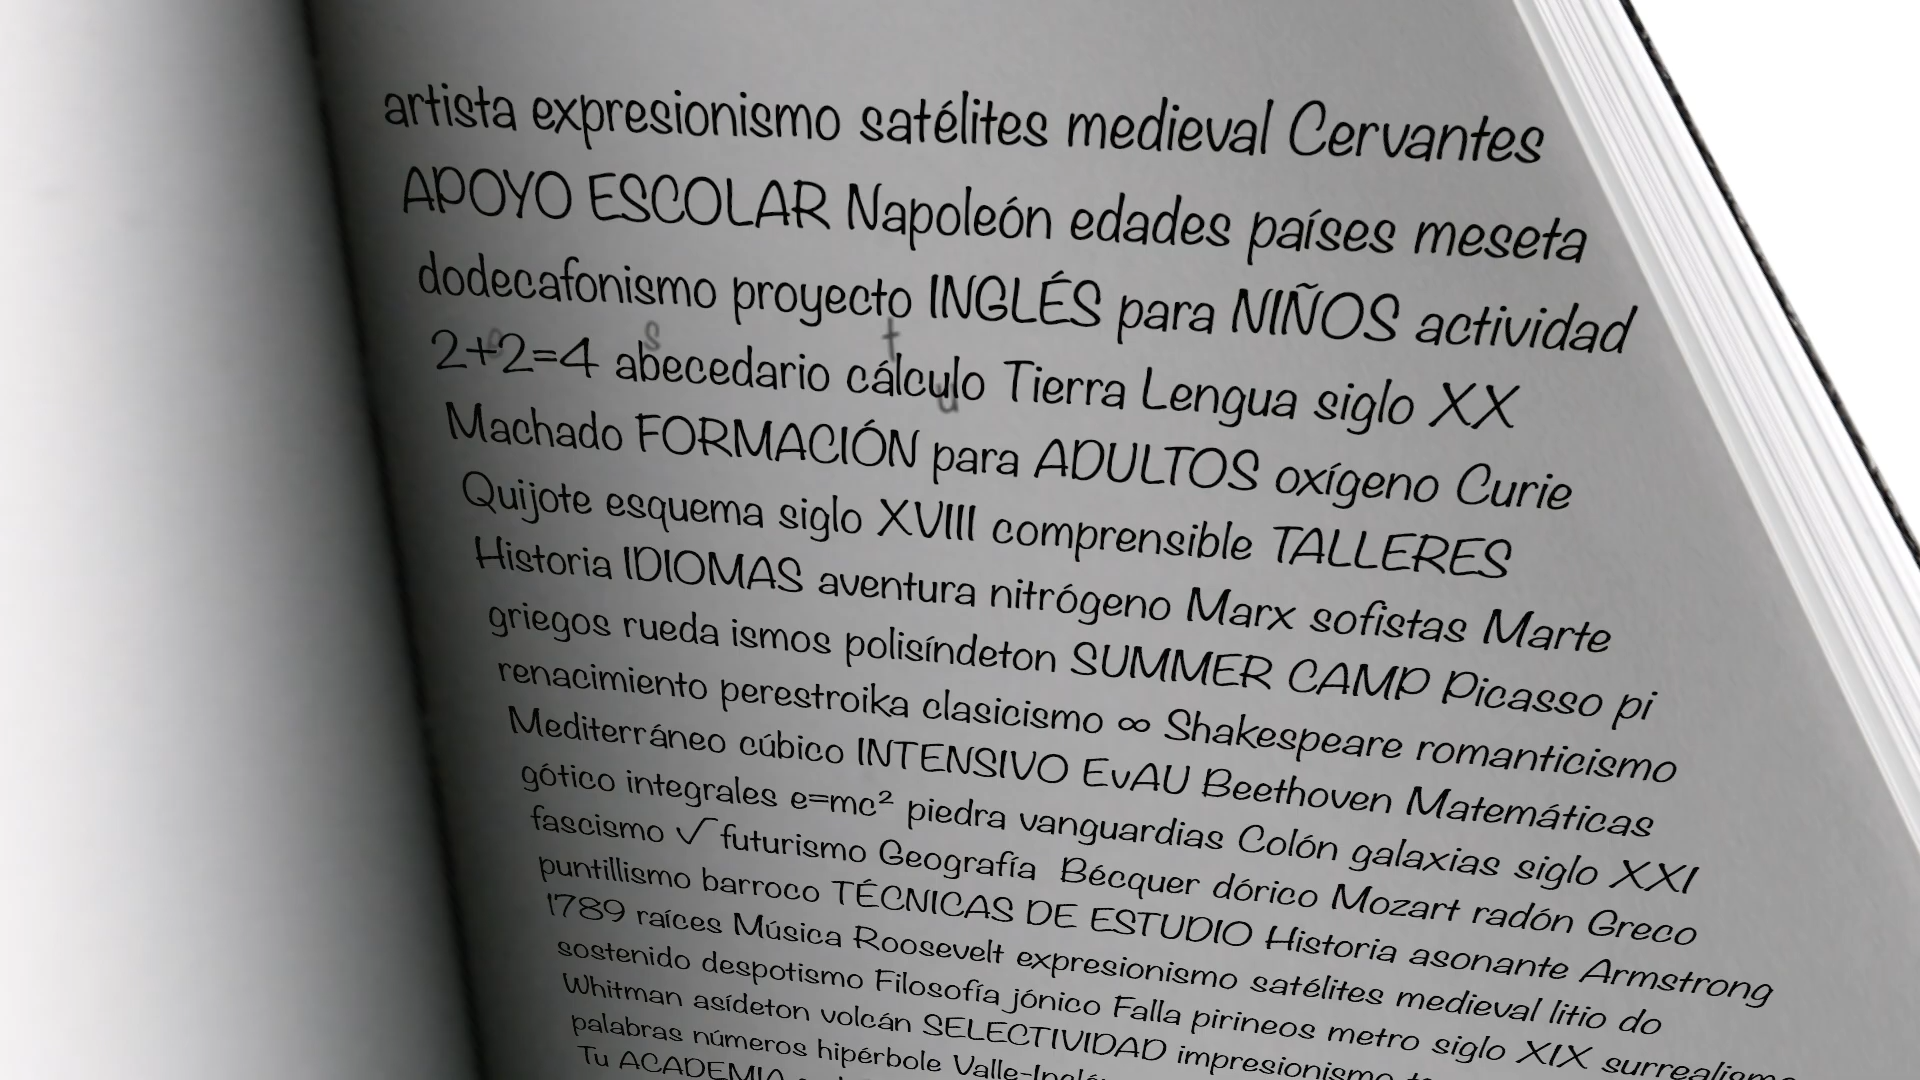 artista expresionismo satélites medieval Cervantes
APOYO ESCOLAR Napoleón edades países meseta
dodecafonismo proyecto INGLÉS para NIÑOS actividad
2+2=4 abecedario cálculo Tierra Lengua siglo XX
Machado FORMACIÓN para ADULTOS oxígeno Curie
Quijote esquema siglo XVIII comprensible TALLERES
Historia IDIOMAS aventura nitrógeno Marx sofistas Marte
griegos rueda ismos polisíndeton SUMMER CAMP Picasso pi
renacimiento perestroika clasicismo ∞ Shakespeare romanticismo
Mediterráneo cúbico INTENSIVO EvAU Beethoven Matemáticas
gótico integrales e=mc² piedra vanguardias Colón galaxias siglo XXI
fascismo √ futurismo Geografía Bécquer dórico Mozart radón Greco
puntillismo barroco TÉCNICAS DE ESTUDIO Historia asonante Armstrong
1789 raíces Música Roosevelt expresionismo satélites medieval litio do
sostenido despotismo Filosofía jónico Falla pirineos metro siglo XIX surrealismo
Whitman asídeton volcán SELECTIVIDAD impresionismo
palabras números hipérbole
Tu ACADEMIA